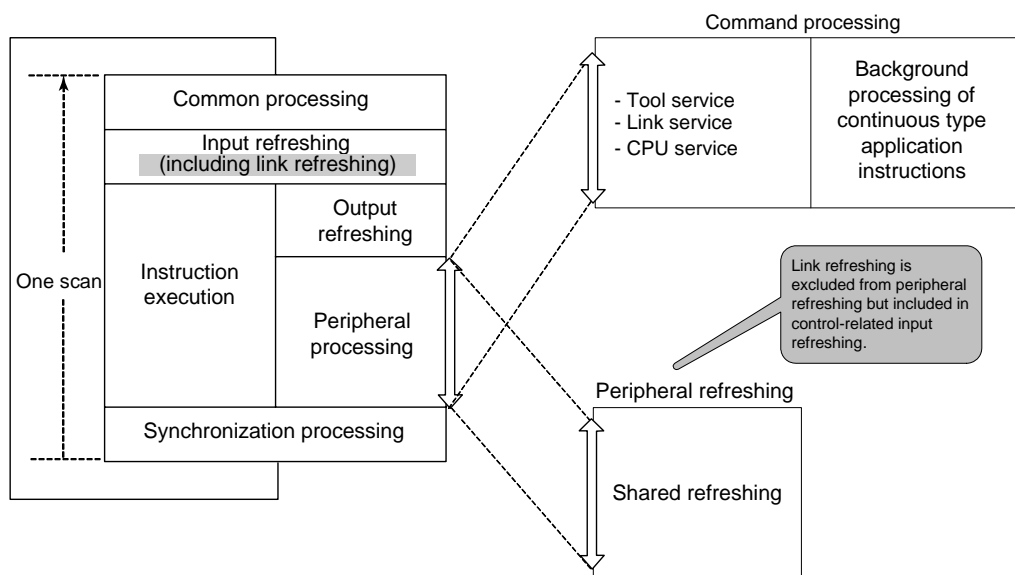 Command processing
Common processing
Input refreshing
(including link refreshing)
Output
refreshing
Instruction
execution
Peripheral
processing
One scan
Synchronization processing
- Tool service
- Link service
- CPU service
Background
processing of
continuous type
application
instructions
Link refreshing is
excluded from peripheral
refreshing but included in
control-related input
refreshing.
Peripheral refreshing
Shared refreshing